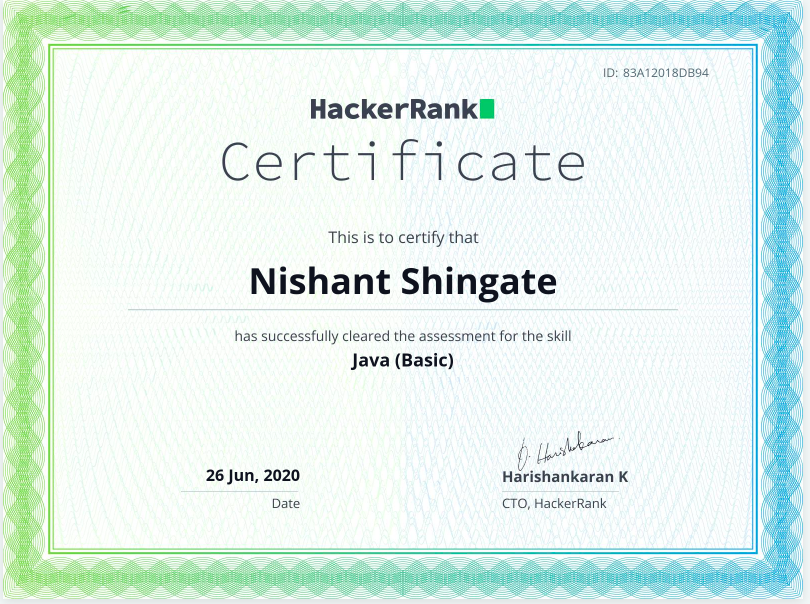 ID: 83A12018DB94
HackerRank
Certificate
This is to certify that
Nishant Shingate
has successfully cleared the assessment for the skill
Java (Basic)
26 Jun, 2020
Date
Harishankaran K
CTO, HackerRank